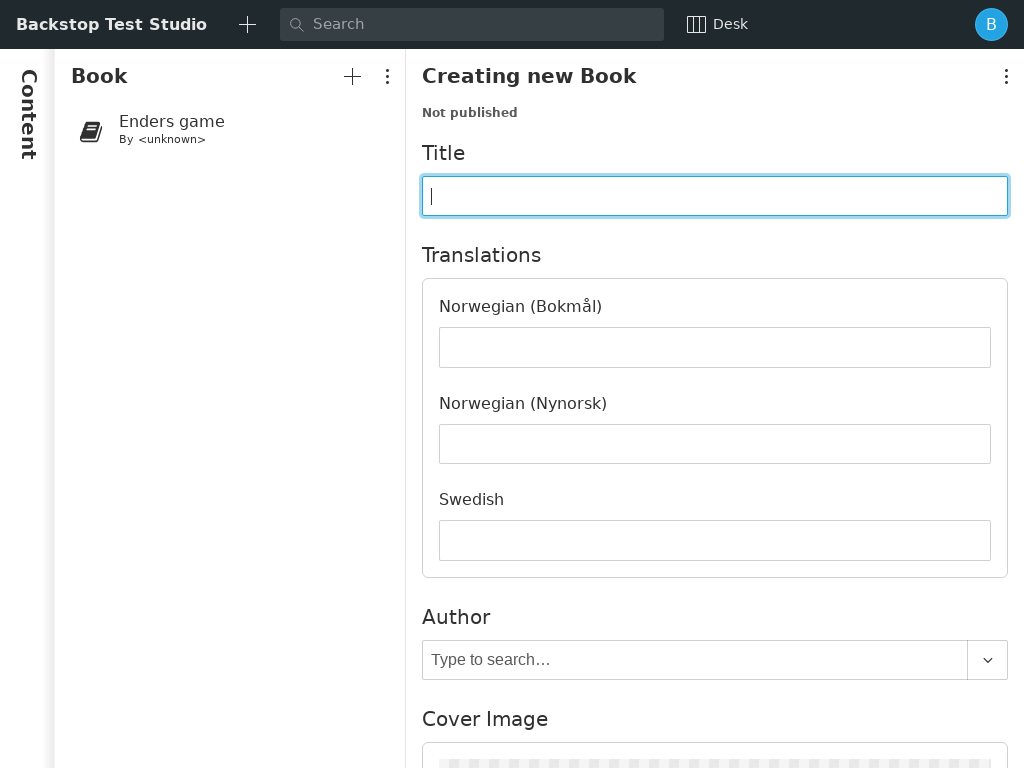 Backstop Test Studio
Search
Desk
B
Content
Book
Enders game
By <unknown>
Creating new Book
Not published
Title
Translations
Norwegian (Bokmål)
Norwegian (Nynorsk)
Swedish
Author
Type to search…
Cover Image